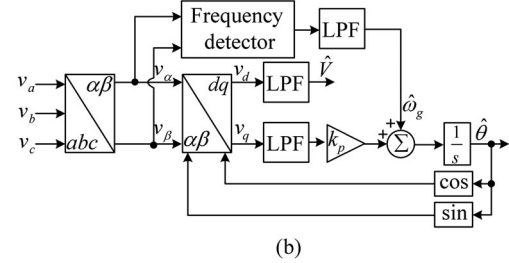 Frequency
detector
LPF
v_a
v_b
v_c
αβ
abc
v_α
v_β
dq
αβ
v_d
v_q
LPF
V̂
LPF
k_p
ω̂_g
+
+
Σ
1
s
θ̂
cos
sin
(b)